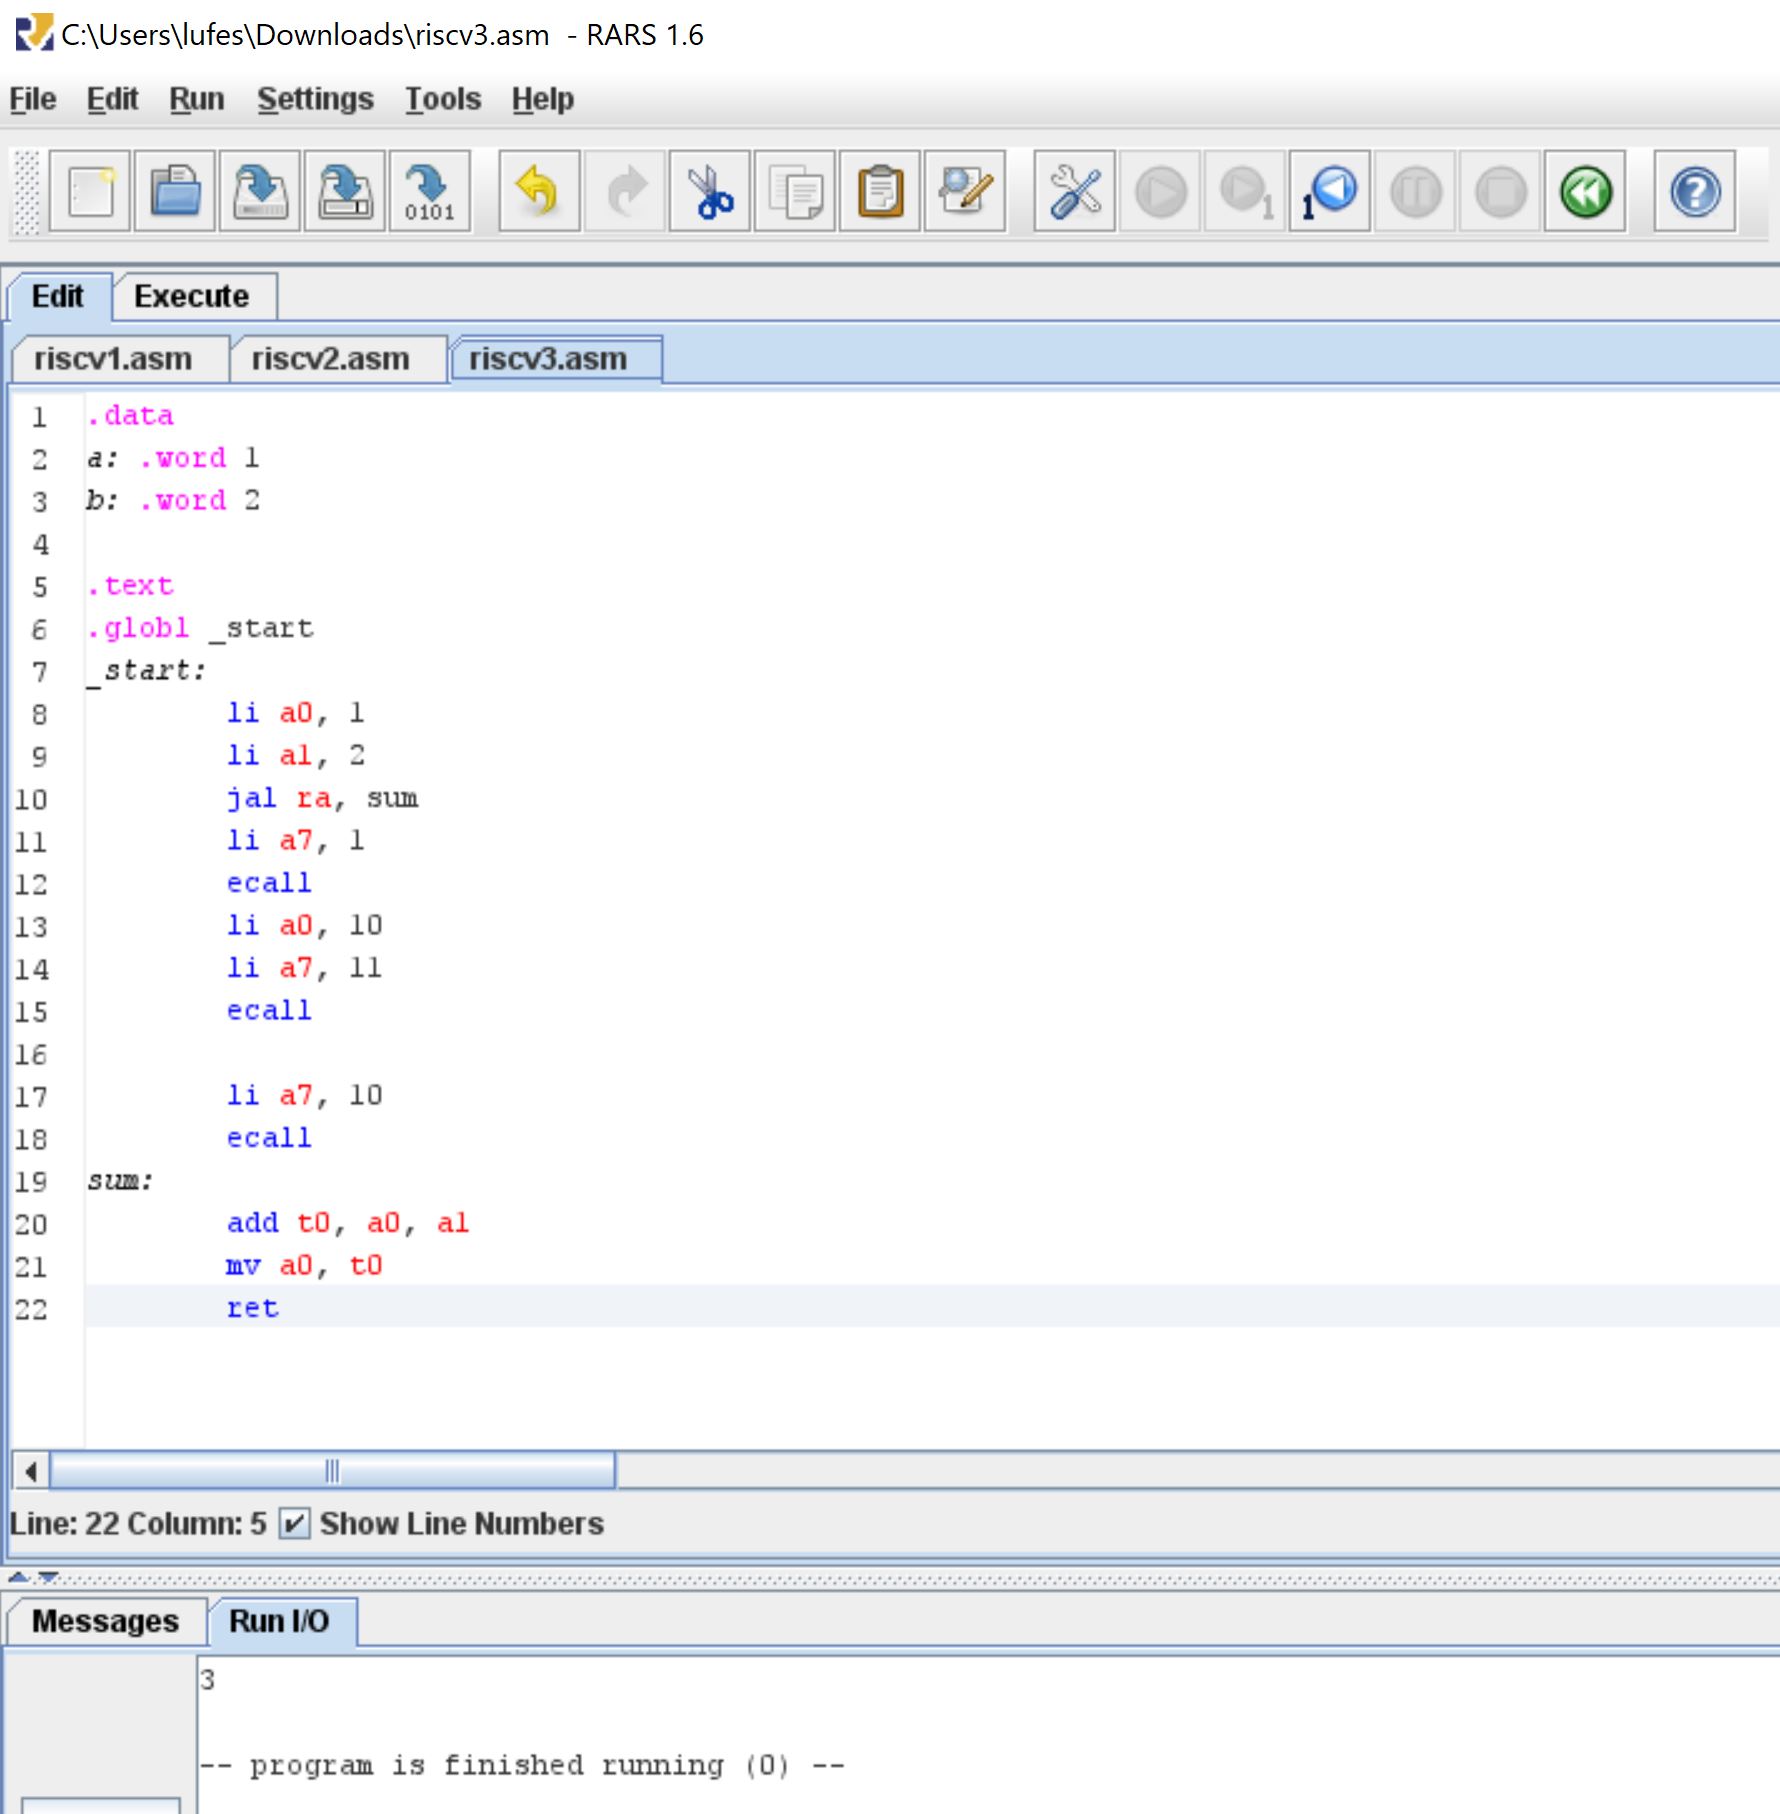 C:\Users\lufes\Downloads\riscv3.asm - RARS 1.6
File Edit Run Settings Tools Help
0101 1 1
Edit Execute
riscv1.asm riscv2.asm riscv3.asm
1 .data
2 a: .word 1
3 b: .word 2
4
5 .text
6 .globl _start
7 _start:
8 li a0, 1
9 li a1, 2
10 jal ra, sum
11 li a7, 1
12 ecall
13 li a0, 10
14 li a7, 11
15 ecall
16
17 li a7, 10
18 ecall
19 sum:
20 add t0, a0, a1
21 mv a0, t0
22 ret
Line: 22 Column: 5 Show Line Numbers
Messages Run I/O
3
-- program is finished running (0) --